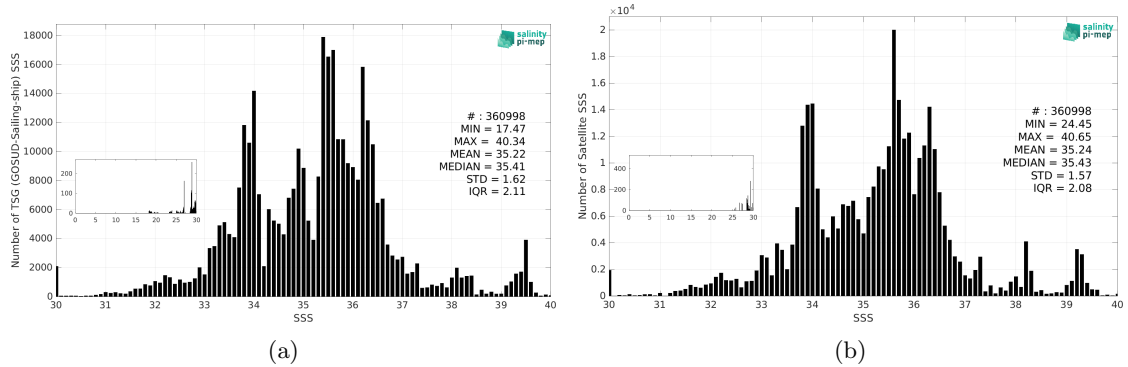 salinity
pi-mep
Number of TSG (GOSUD-Sailing-ship) SSS
18000
16000
14000
12000
10000
8000
6000
4000
2000
0
# : 360998
MIN = 17.47
MAX = 40.34
MEAN = 35.22
MEDIAN = 35.41
STD = 1.62
IQR = 2.11
200
100
0
0 5 10 15 20 25 30
30 31 32 33 34 35 36 37 38 39 40
SSS
(a)
×10⁴
salinity
pi-mep
Number of Satellite SSS
2
1.8
1.6
1.4
1.2
1
0.8
0.6
0.4
0.2
0
# : 360998
MIN = 24.45
MAX = 40.65
MEAN = 35.24
MEDIAN = 35.43
STD = 1.57
IQR = 2.08
400
200
0
0 5 10 15 20 25 30
30 31 32 33 34 35 36 37 38 39 40
SSS
(b)